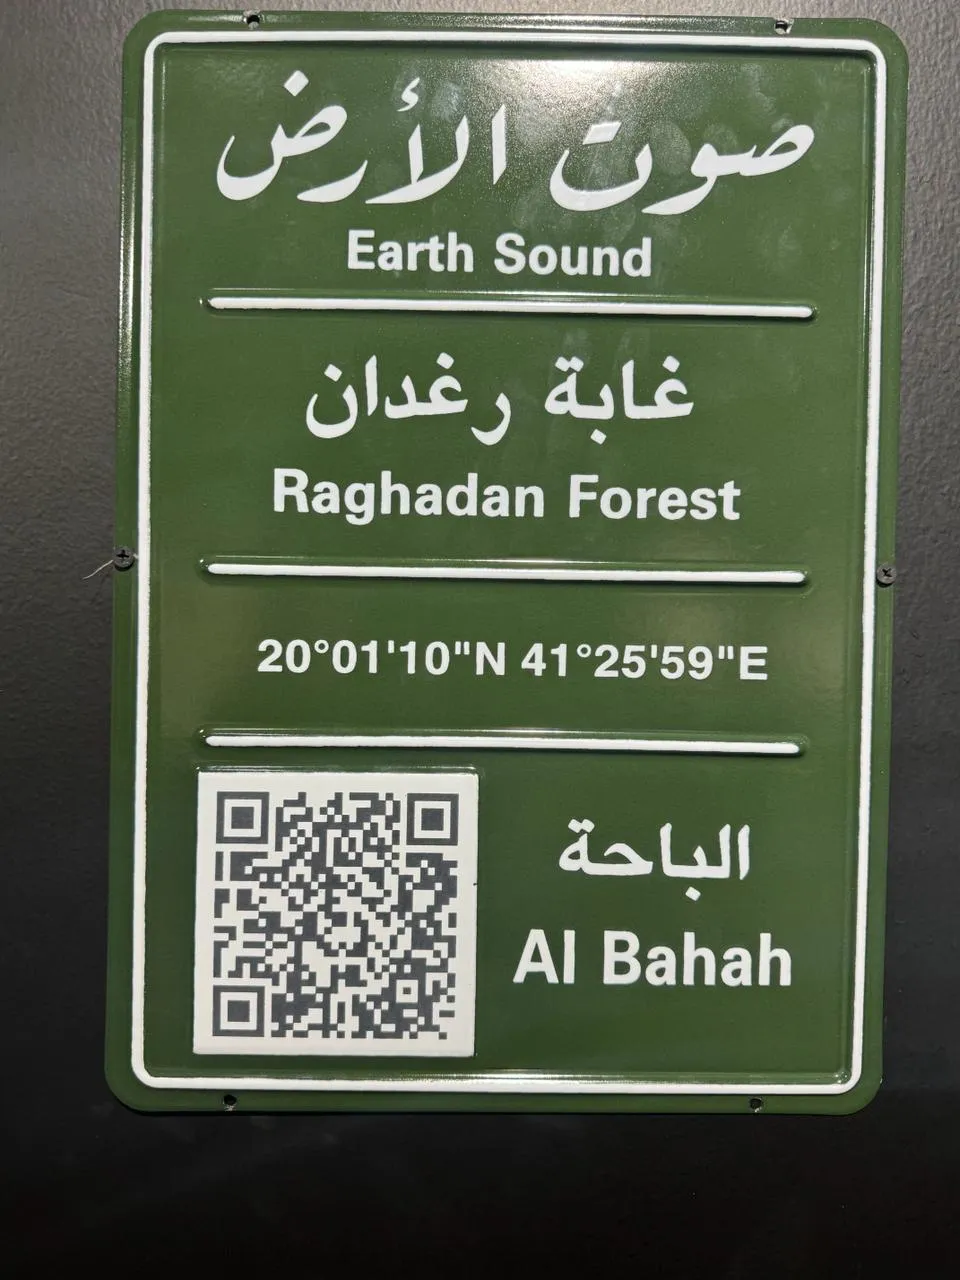 صوت الأرض
Earth Sound
غابة رغدان
Raghadan Forest
20°01'10"N 41°25'59"E
الباحة
Al Bahah